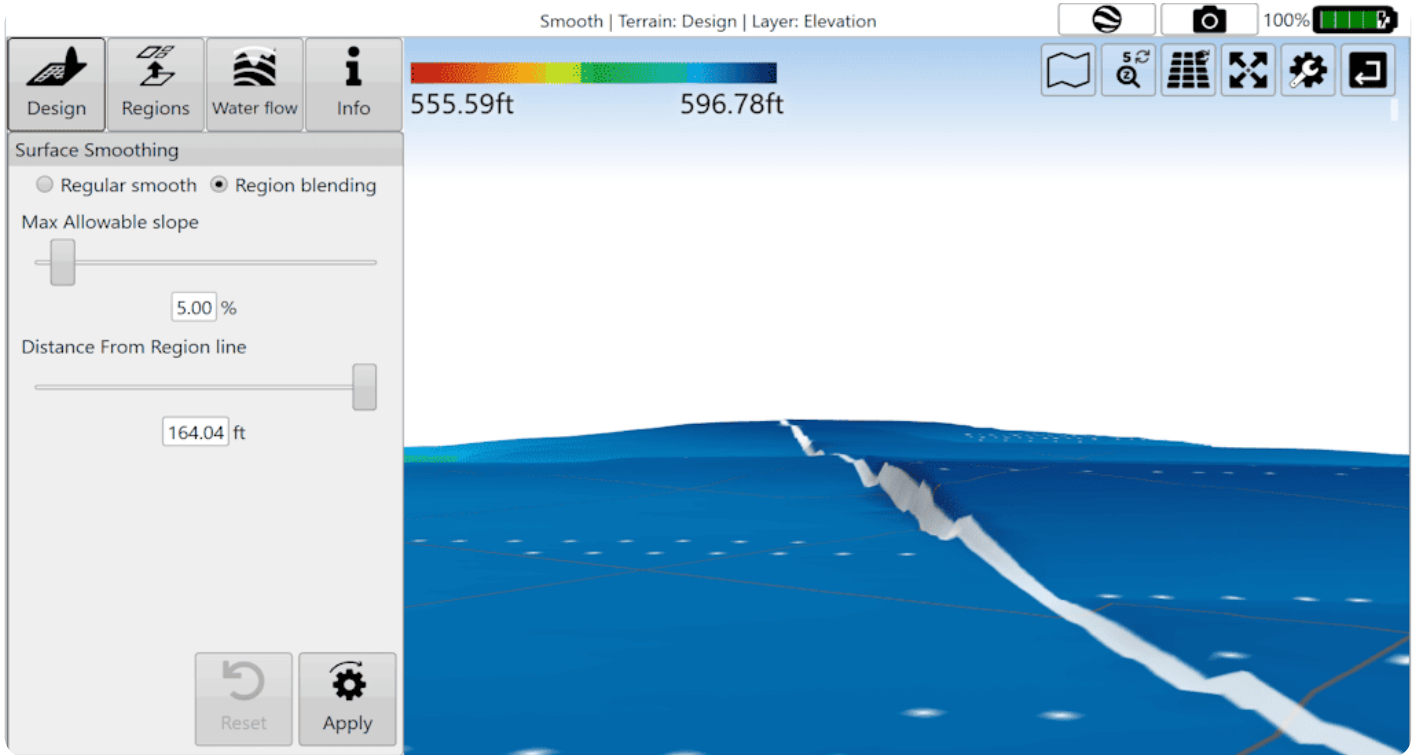 Smooth | Terrain: Design | Layer: Elevation
100%
Design
Regions
Water flow
Info
5
Z
555.59ft
596.78ft
Surface Smoothing
Regular smooth
Region blending
Max Allowable slope
5.00 %
Distance From Region line
164.04 ft
Reset
Apply